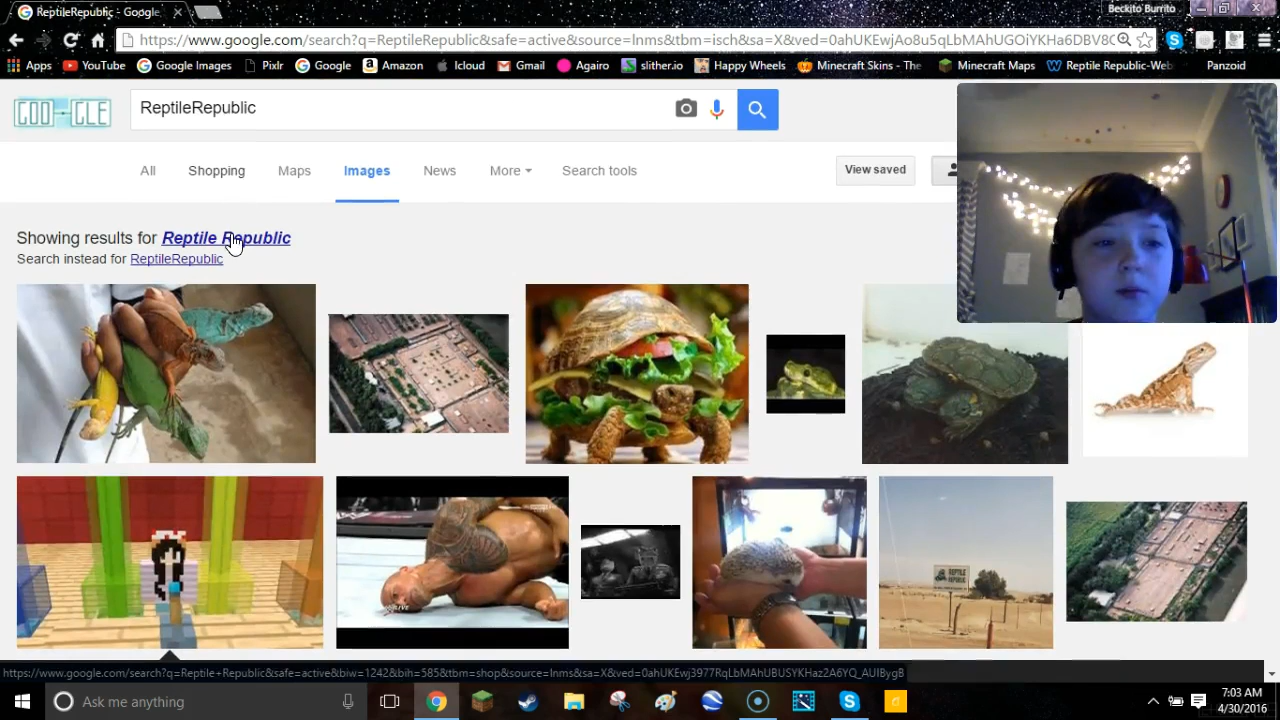 ReptileRepublic - Google
Beckito Burrito
https://www.google.com/search?q=ReptileRepublic&safe=active&source=lnms&tbm=isch&sa=X&ved=0ahUKEwjAo8u5qLbMAhUGOiYKHa6DBV8C
Apps YouTube Google Images Pixlr Google Amazon Icloud Gmail Agairo slither.io Happy Wheels Minecraft Skins - The Minecraft Maps Reptile Republic-Web Panzoid
GOO-GLE
ReptileRepublic
All Shopping Maps Images News More Search tools View saved
Showing results for Reptile Republic
Search instead for ReptileRepublic
REPTILE
REPUBLIC
https://www.google.com/search?q=Reptile+Republic&safe=active&biw=1242&bih=585&tbm=shop&source=lnms&sa=X&ved=0ahUKEwj3977RqLbMAhUBUSYKHaz2A6YQ_AUIBygB
Ask me anything
7:03 AM
4/30/2016